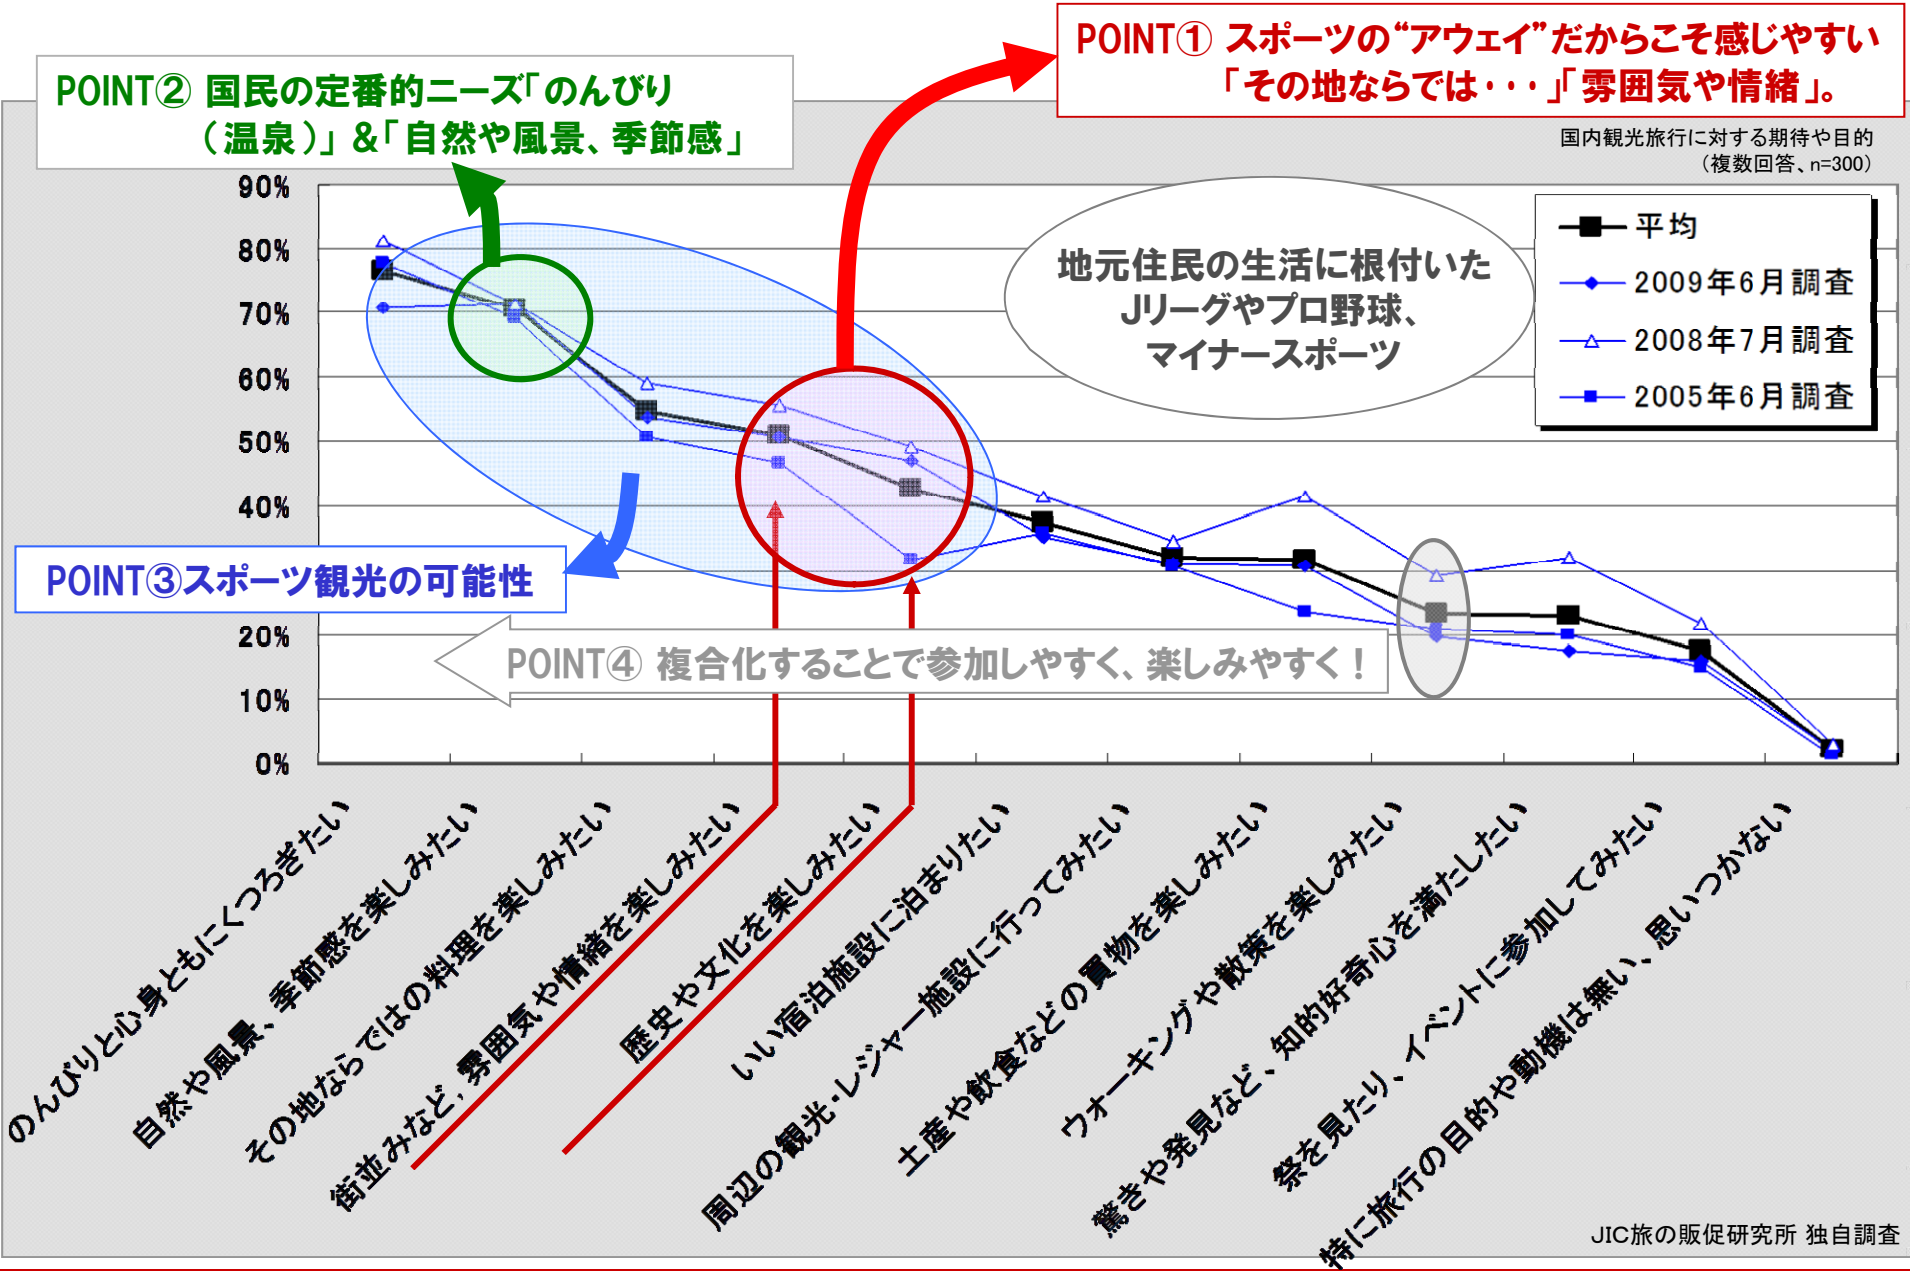 POINT① スポーツの“アウェイ”だからこそ感じやすい
「その地ならでは・・・」「雰囲気や情緒」。
POINT② 国民の定番的ニーズ「のんびり
（温泉）」&「自然や風景、季節感」
国内観光旅行に対する期待や目的
（複数回答、n=300）
90%
80%
70%
60%
50%
40%
20%
10%
0%
地元住民の生活に根付いた
Jリーグやプロ野球、
マイナースポーツ
平均
2009年6月調査
2008年7月調査
2005年6月調査
POINT③スポーツ観光の可能性
POINT④ 複合化することで参加しやすく、楽しみやすく！
のんびりと心身ともにくつろぎたい
自然や風景、季節感を楽しみたい
その地ならではの料理を楽しみたい
街並みなど，雰囲気や情緒を楽しみたい
歴史や文化を楽しみたい
いい宿泊施設に泊まりたい
周辺の観光・レジャー施設に行ってみたい
土産や飲食などの買物を楽しみたい
ウォーキングや散策を楽しみたい
驚きや発見など、知的好奇心を満たしたい
祭を見たり、イベントに参加してみたい
特に旅行の目的や動機は無い、思いつかない
JIC旅の販促研究所 独自調査